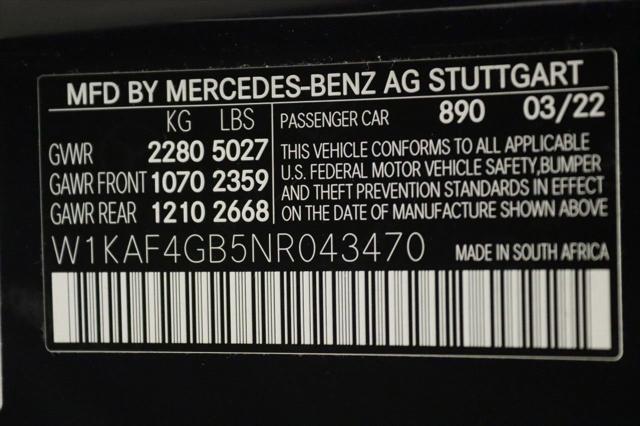 MFD BY MERCEDES-BENZ AG STUTTGART
KG LBS
GVWR 2280 5027
GAWR FRONT 1070 2359
GAWR REAR 1210 2668
PASSENGER CAR 890 03/22
THIS VEHICLE CONFORMS TO ALL APPLICABLE
U.S. FEDERAL MOTOR VEHICLE SAFETY,BUMPER
AND THEFT PREVENTION STANDARDS IN EFFECT
ON THE DATE OF MANUFACTURE SHOWN ABOVE
W1KAF4GB5NR043470 MADE IN SOUTH AFRICA